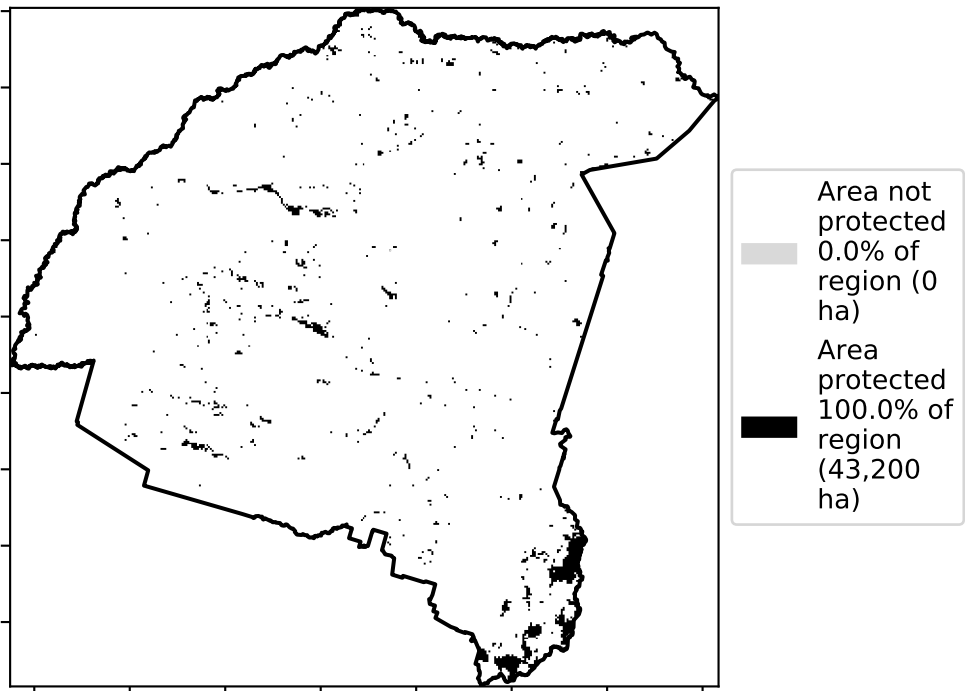 Area not
protected
0.0% of
region (0
ha)
Area
protected
100.0% of
region
(43,200
ha)